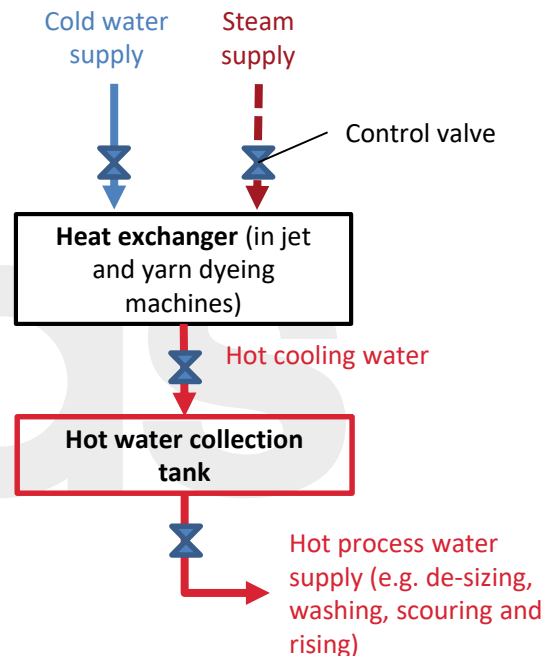 Cold water
supply
Steam
supply
Control valve
Heat exchanger (in jet
and yarn dyeing
machines)
Hot cooling water
Hot water collection
tank
Hot process water
supply (e.g. de-sizing,
washing, scouring and
rising)